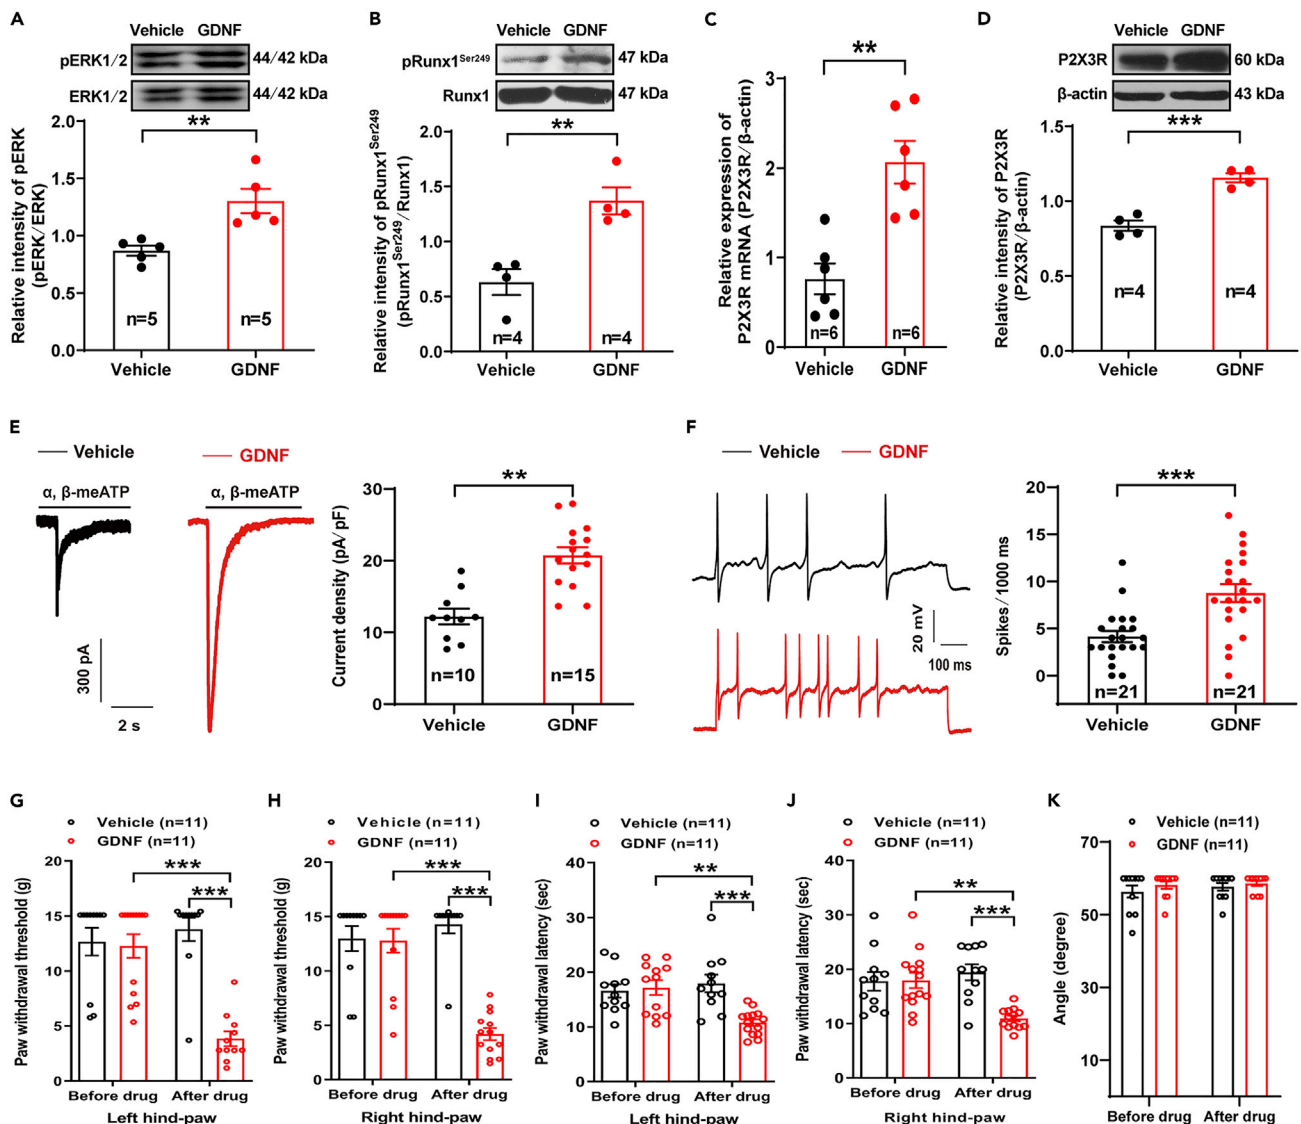 A
Vehicle GDNF
pERK1/2 44/42 kDa
ERK1/2 44/42 kDa
Relative intensity of pERK
(pERK/ERK)
2.0
1.5
1.0
0.5
0.0
**
n=5 n=5
Vehicle GDNF
B
Vehicle GDNF
pRunx1Ser249 47 kDa
Runx1 47 kDa
Relative intensity of pRunx1Ser249
(pRunx1Ser249/Runx1)
2.0
1.5
1.0
0.5
0.0
**
n=4 n=4
Vehicle GDNF
C
Relative expression of
P2X3R mRNA (P2X3R/β-actin)
3
2
1
0
**
n=6 n=6
Vehicle GDNF
D
Vehicle GDNF
P2X3R 60 kDa
β-actin 43 kDa
Relative intensity of P2X3R
(P2X3R/β-actin)
1.5
1.0
0.5
0.0
***
n=4 n=4
Vehicle GDNF
E
Vehicle GDNF
α, β-meATP α, β-meATP
300 pA
2 s
Current density (pA/pF)
30
20
10
0
**
n=10 n=15
Vehicle GDNF
F
Vehicle GDNF
20 mV
100 ms
Spikes/1000 ms
20
15
10
5
0
***
n=21 n=21
Vehicle GDNF
G
Vehicle (n=11)
GDNF (n=11)
Paw withdrawal threshold (g)
20
15
10
5
0
***
***
Before drug After drug
Left hind-paw
H
Vehicle (n=11)
GDNF (n=11)
Paw withdrawal threshold (g)
20
15
10
5
0
***
***
Before drug After drug
Right hind-paw
I
Vehicle (n=11)
GDNF (n=11)
Paw withdrawal latency (sec)
40
30
20
10
0
**
***
Before drug After drug
Left hind-paw
J
Vehicle (n=11)
GDNF (n=11)
Paw withdrawal latency (sec)
40
30
20
10
0
**
***
Before drug After drug
Right hind-paw
K
Vehicle (n=11)
GDNF (n=11)
Angle (degree)
70
50
30
10
Before drug After drug